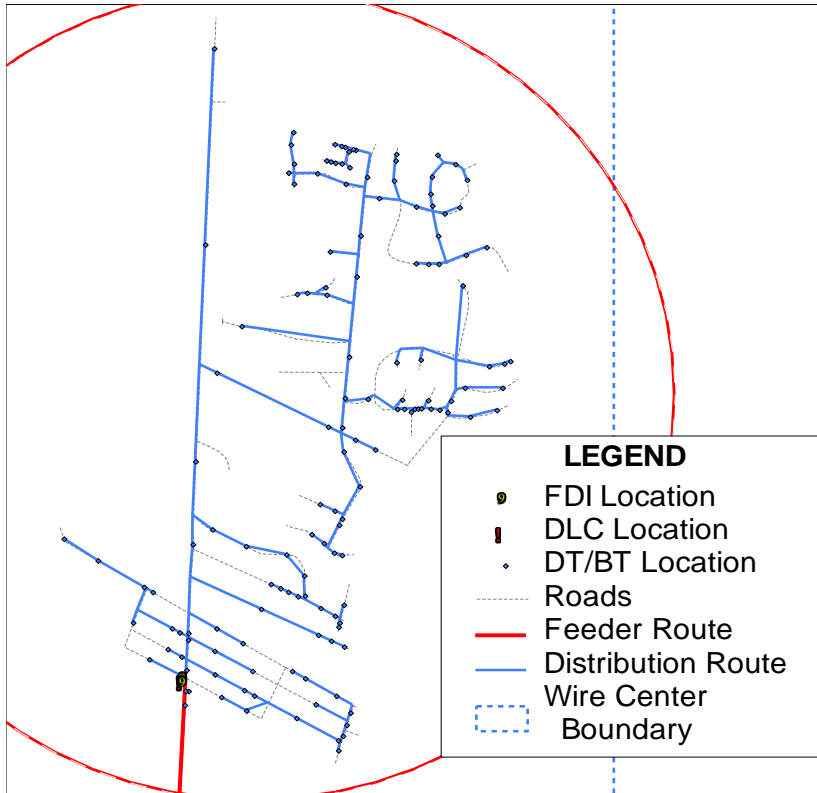 LEGEND
FDI Location
DLC Location
DT/BT Location
Roads
Feeder Route
Distribution Route
Wire Center
Boundary